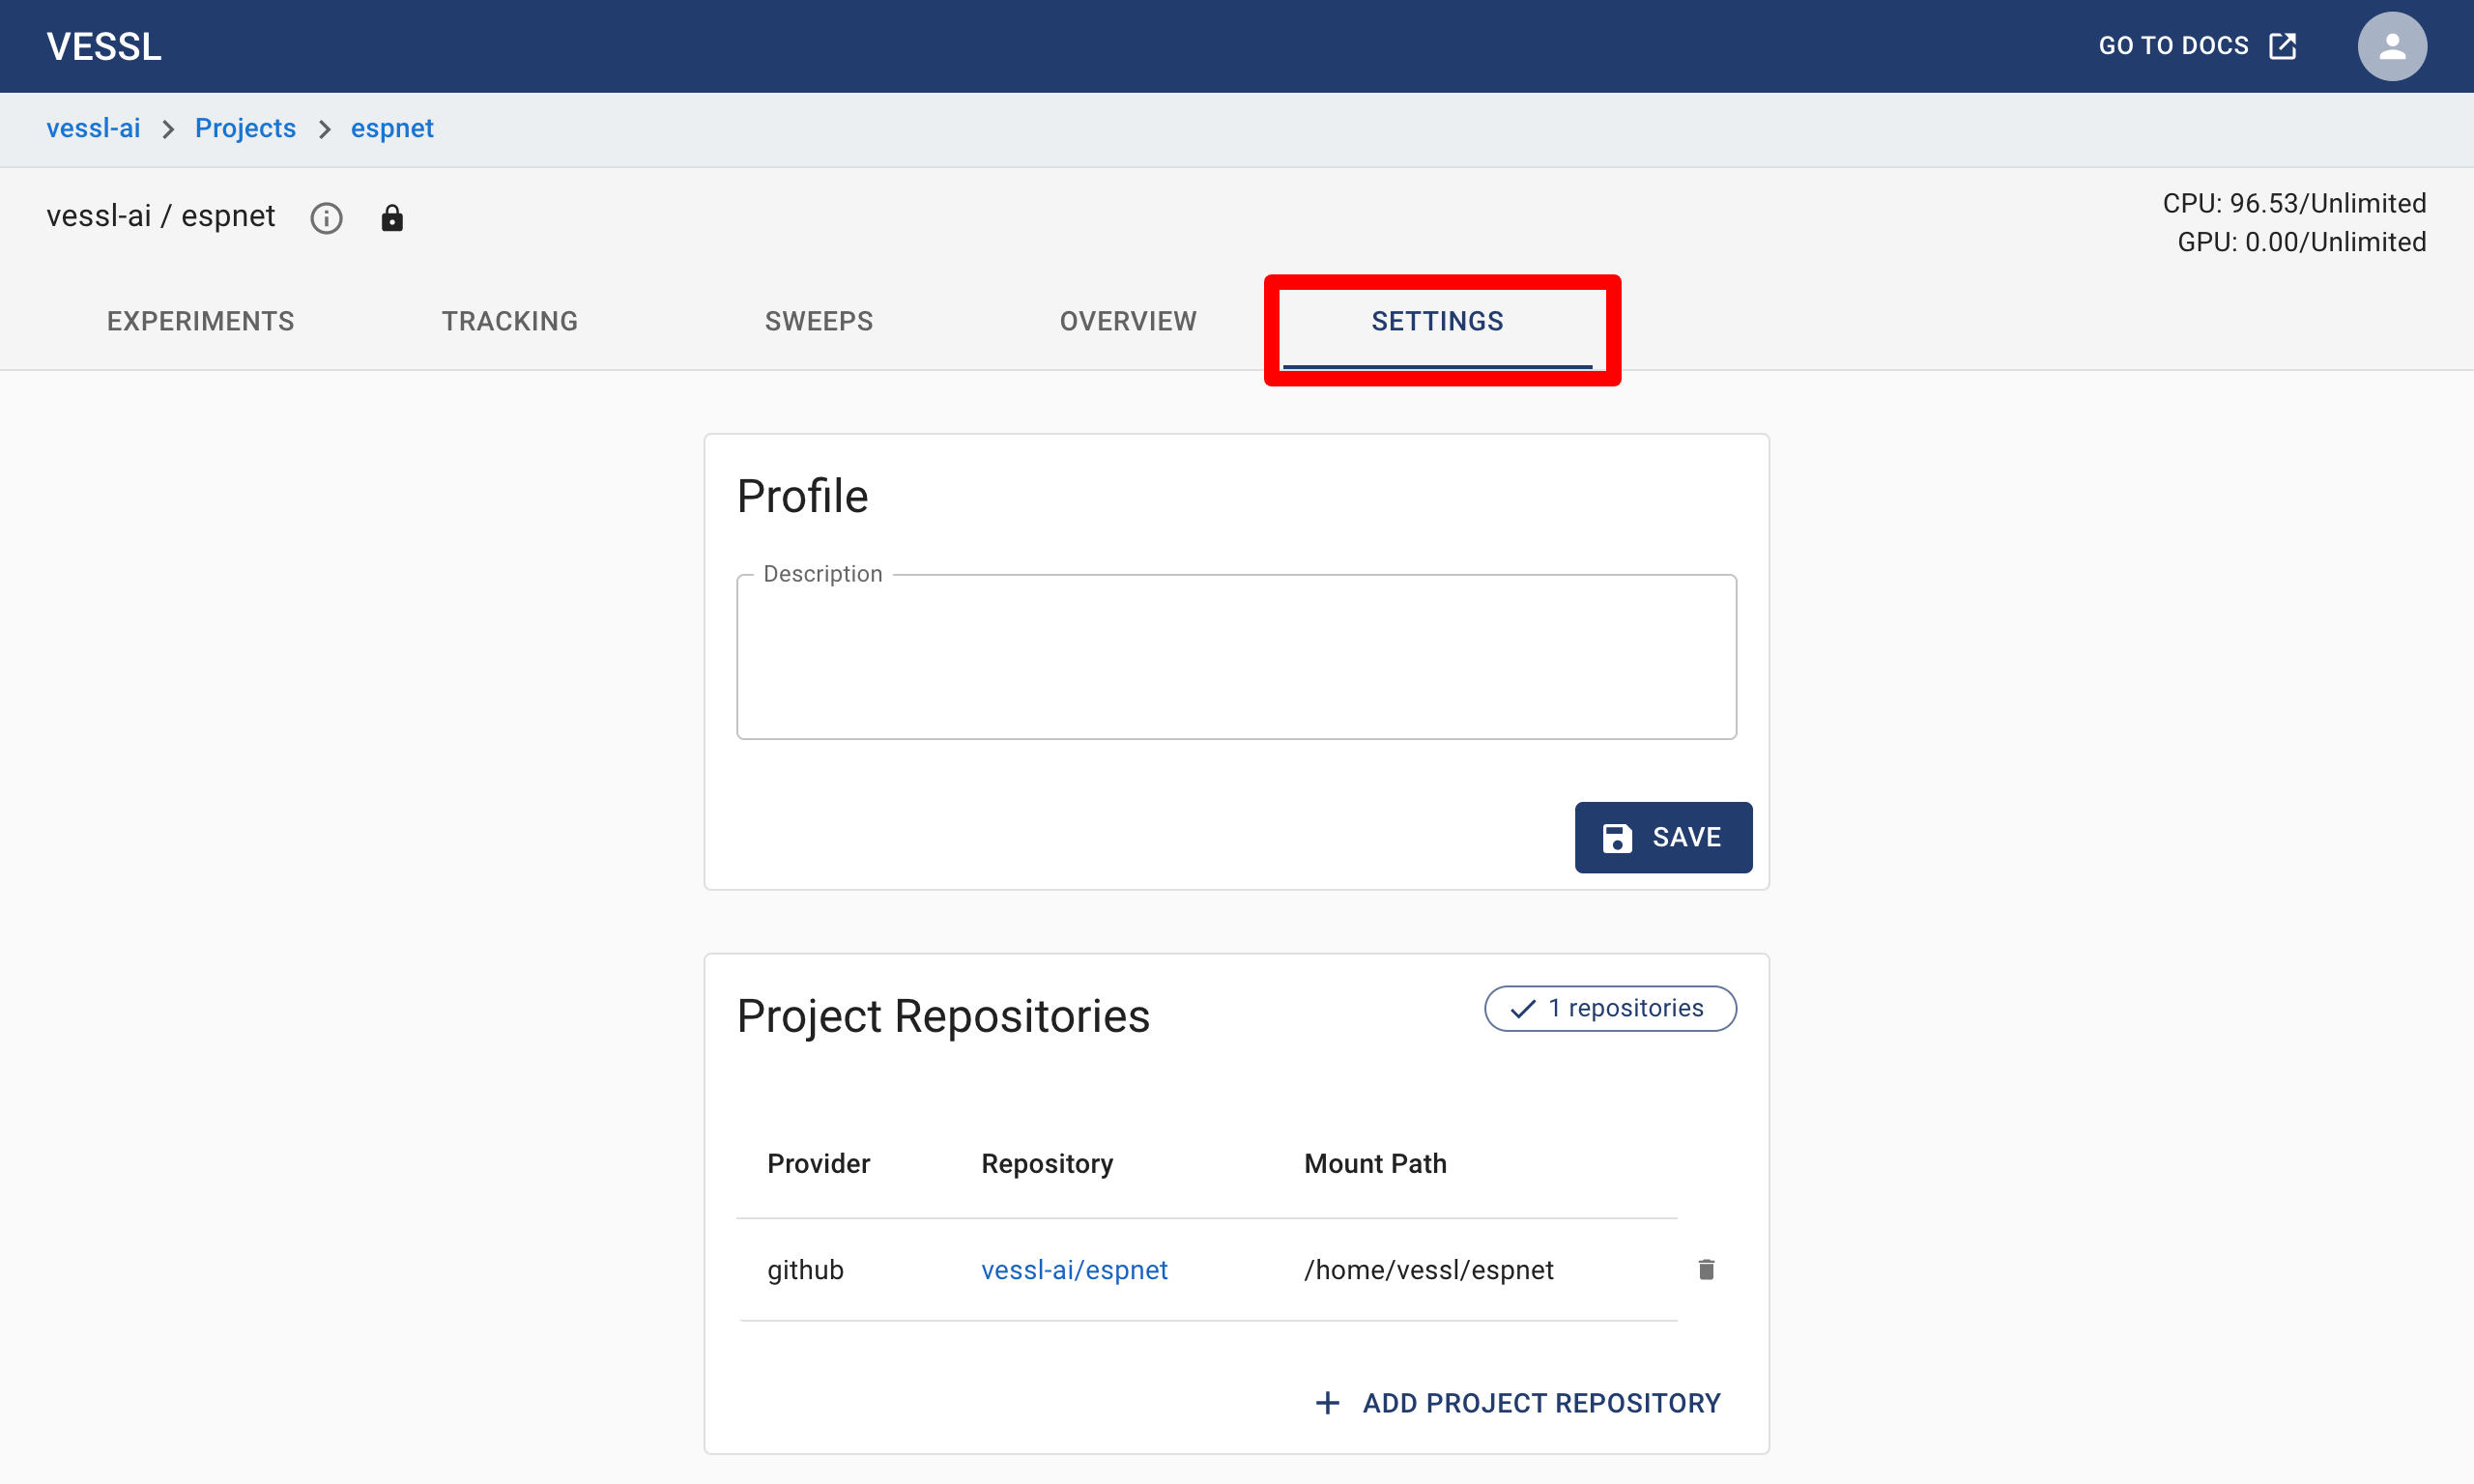 VESSL
GO TO DOCS
vessl-ai > Projects > espnet
vessl-ai / espnet
CPU: 96.53/Unlimited
GPU: 0.00/Unlimited
EXPERIMENTS TRACKING SWEEPS OVERVIEW SETTINGS
Profile
Description
SAVE
Project Repositories
1 repositories
Provider Repository Mount Path
github vessl-ai/espnet /home/vessl/espnet
+ ADD PROJECT REPOSITORY